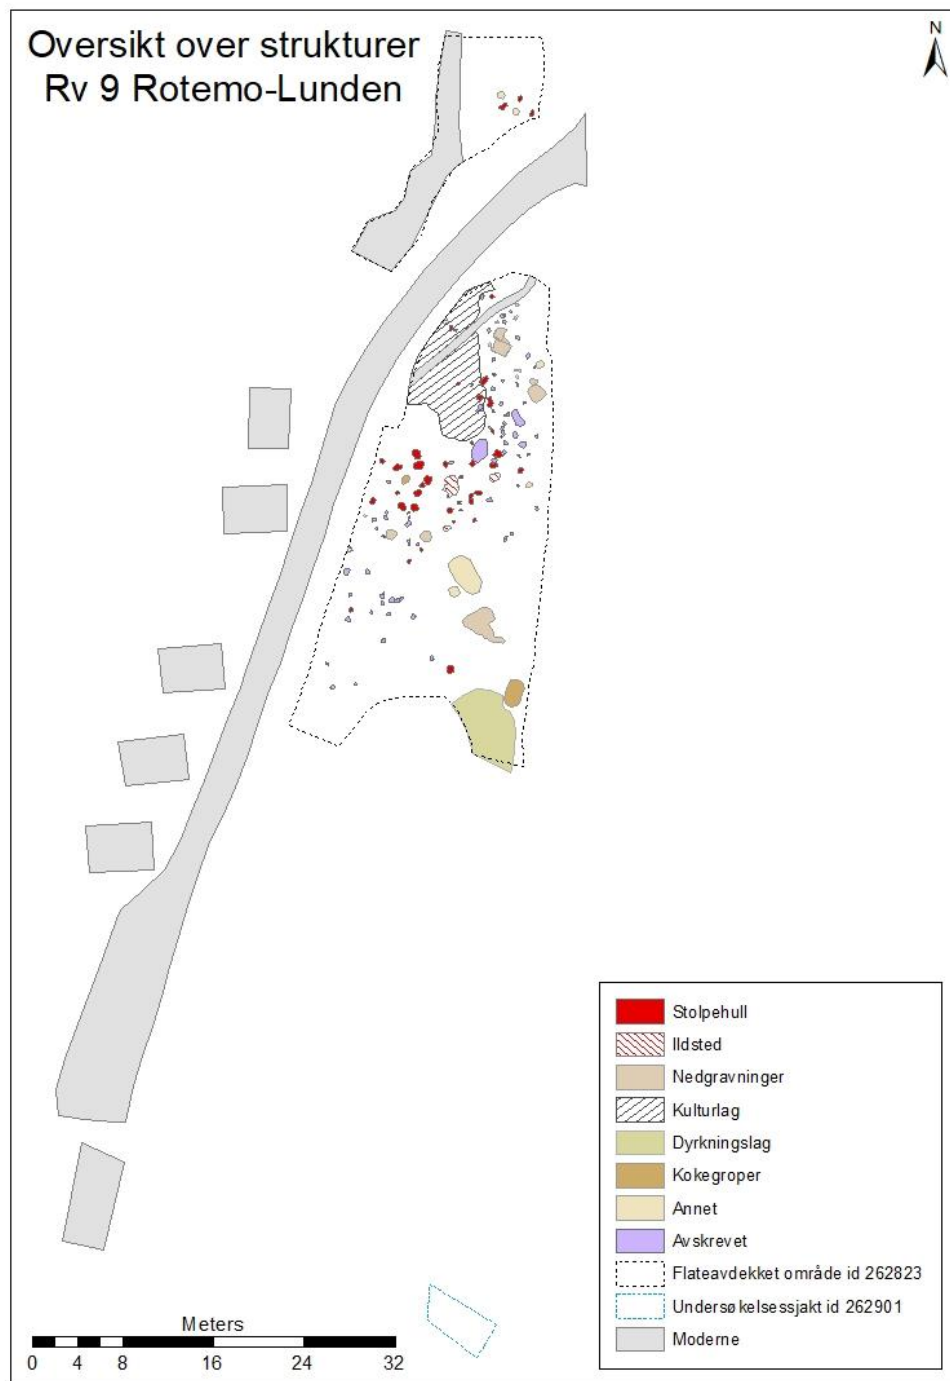 Oversikt over strukturer
Rv 9 Rotemo-Lunden
N
Stolpehull
Ildsted
Nedgravninger
Kulturlag
Dyrkningslag
Kokegroper
Annet
Avskrevet
Flateavdekket område id 262823
Undersøkelsessjakt id 262901
Moderne
Meters
0 4 8 16 24 32